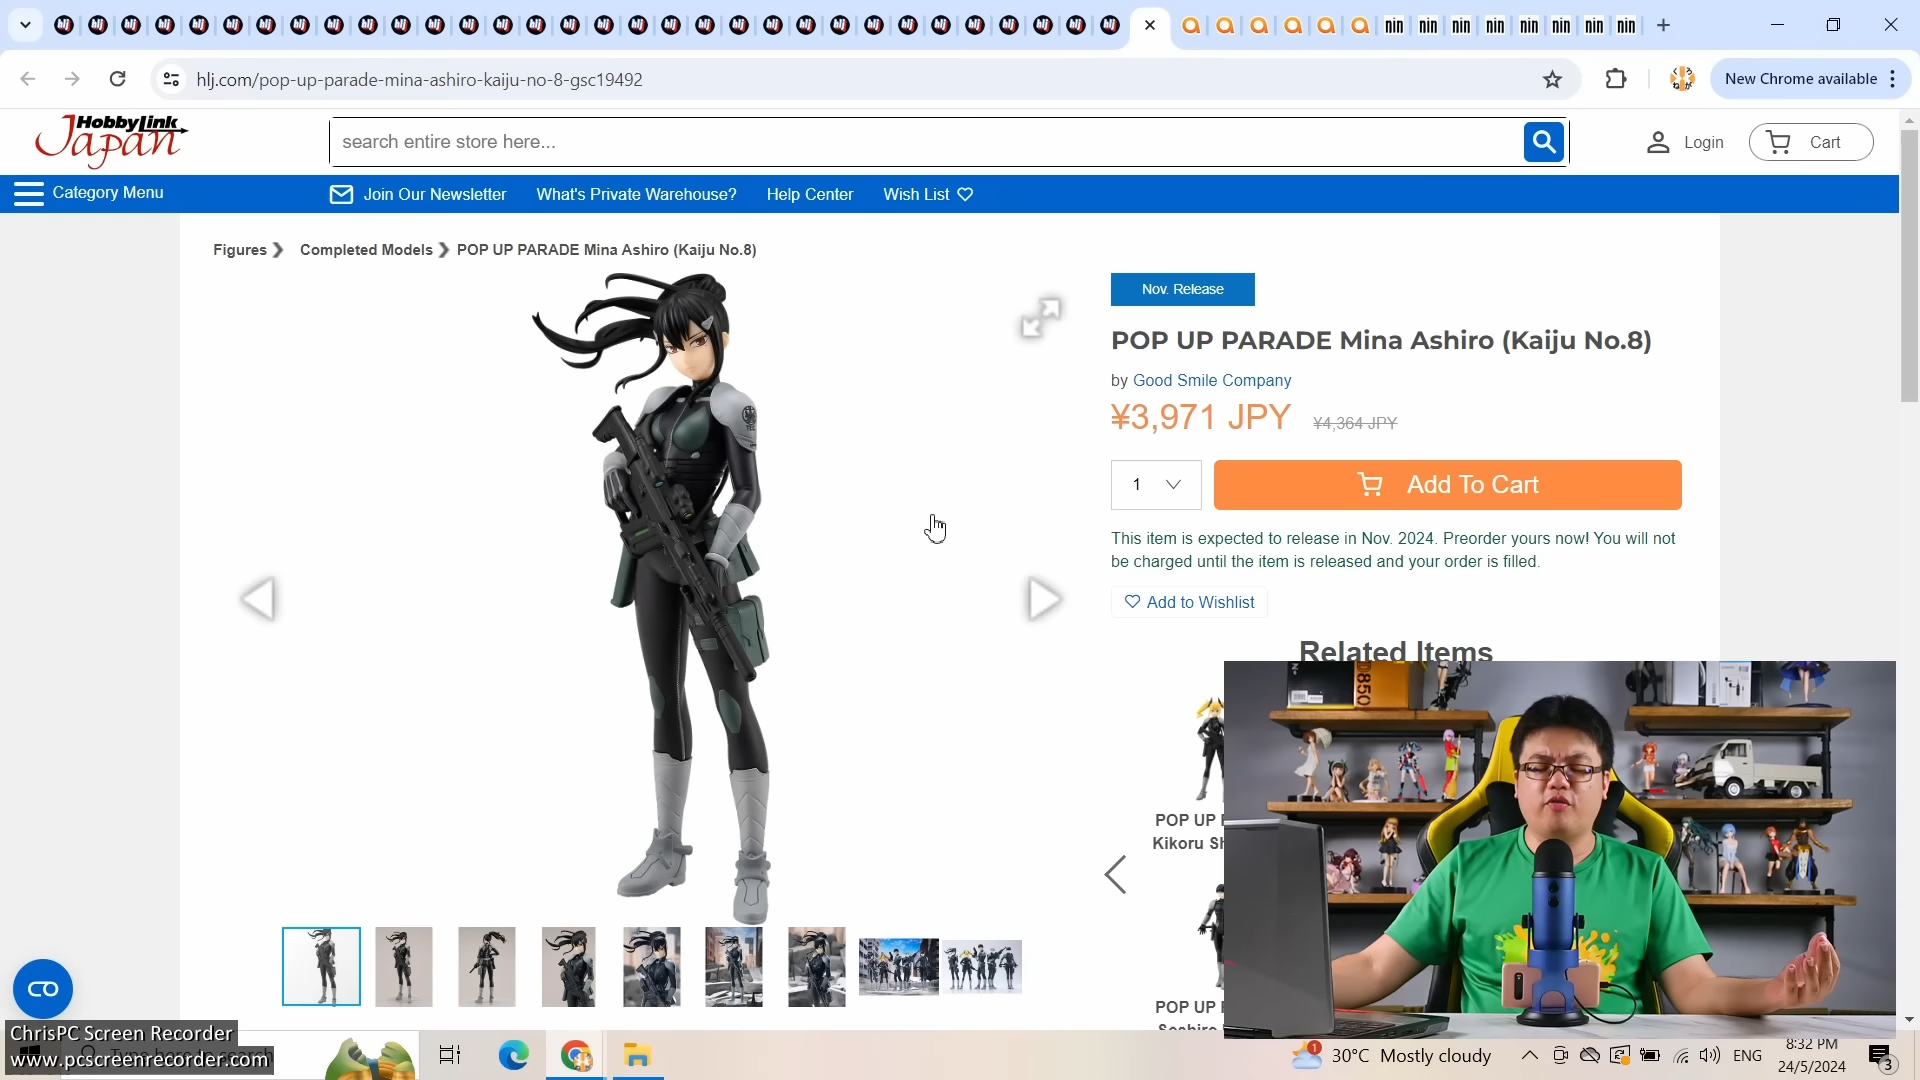 hlj.com/pop-up-parade-mina-ashiro-kaiju-no-8-gsc19492
New Chrome available
HobbyLink
Japan
search entire store here...
Login
Cart
Category Menu
Join Our Newsletter
What's Private Warehouse?
Help Center
Wish List
Figures
Completed Models
POP UP PARADE Mina Ashiro (Kaiju No.8)
Nov. Release
POP UP PARADE Mina Ashiro (Kaiju No.8)
by Good Smile Company
¥3,971 JPY
¥4,364 JPY
1
Add To Cart
This item is expected to release in Nov. 2024. Preorder yours now! You will not
be charged until the item is released and your order is filled.
Add to Wishlist
Related Items
POP UP
Kikoru
POP UP
D850
ChrisPC Screen Recorder
www.pcscreenrecorder.com
1
30°C Mostly cloudy
ENG
8:32 PM
24/5/2024
3